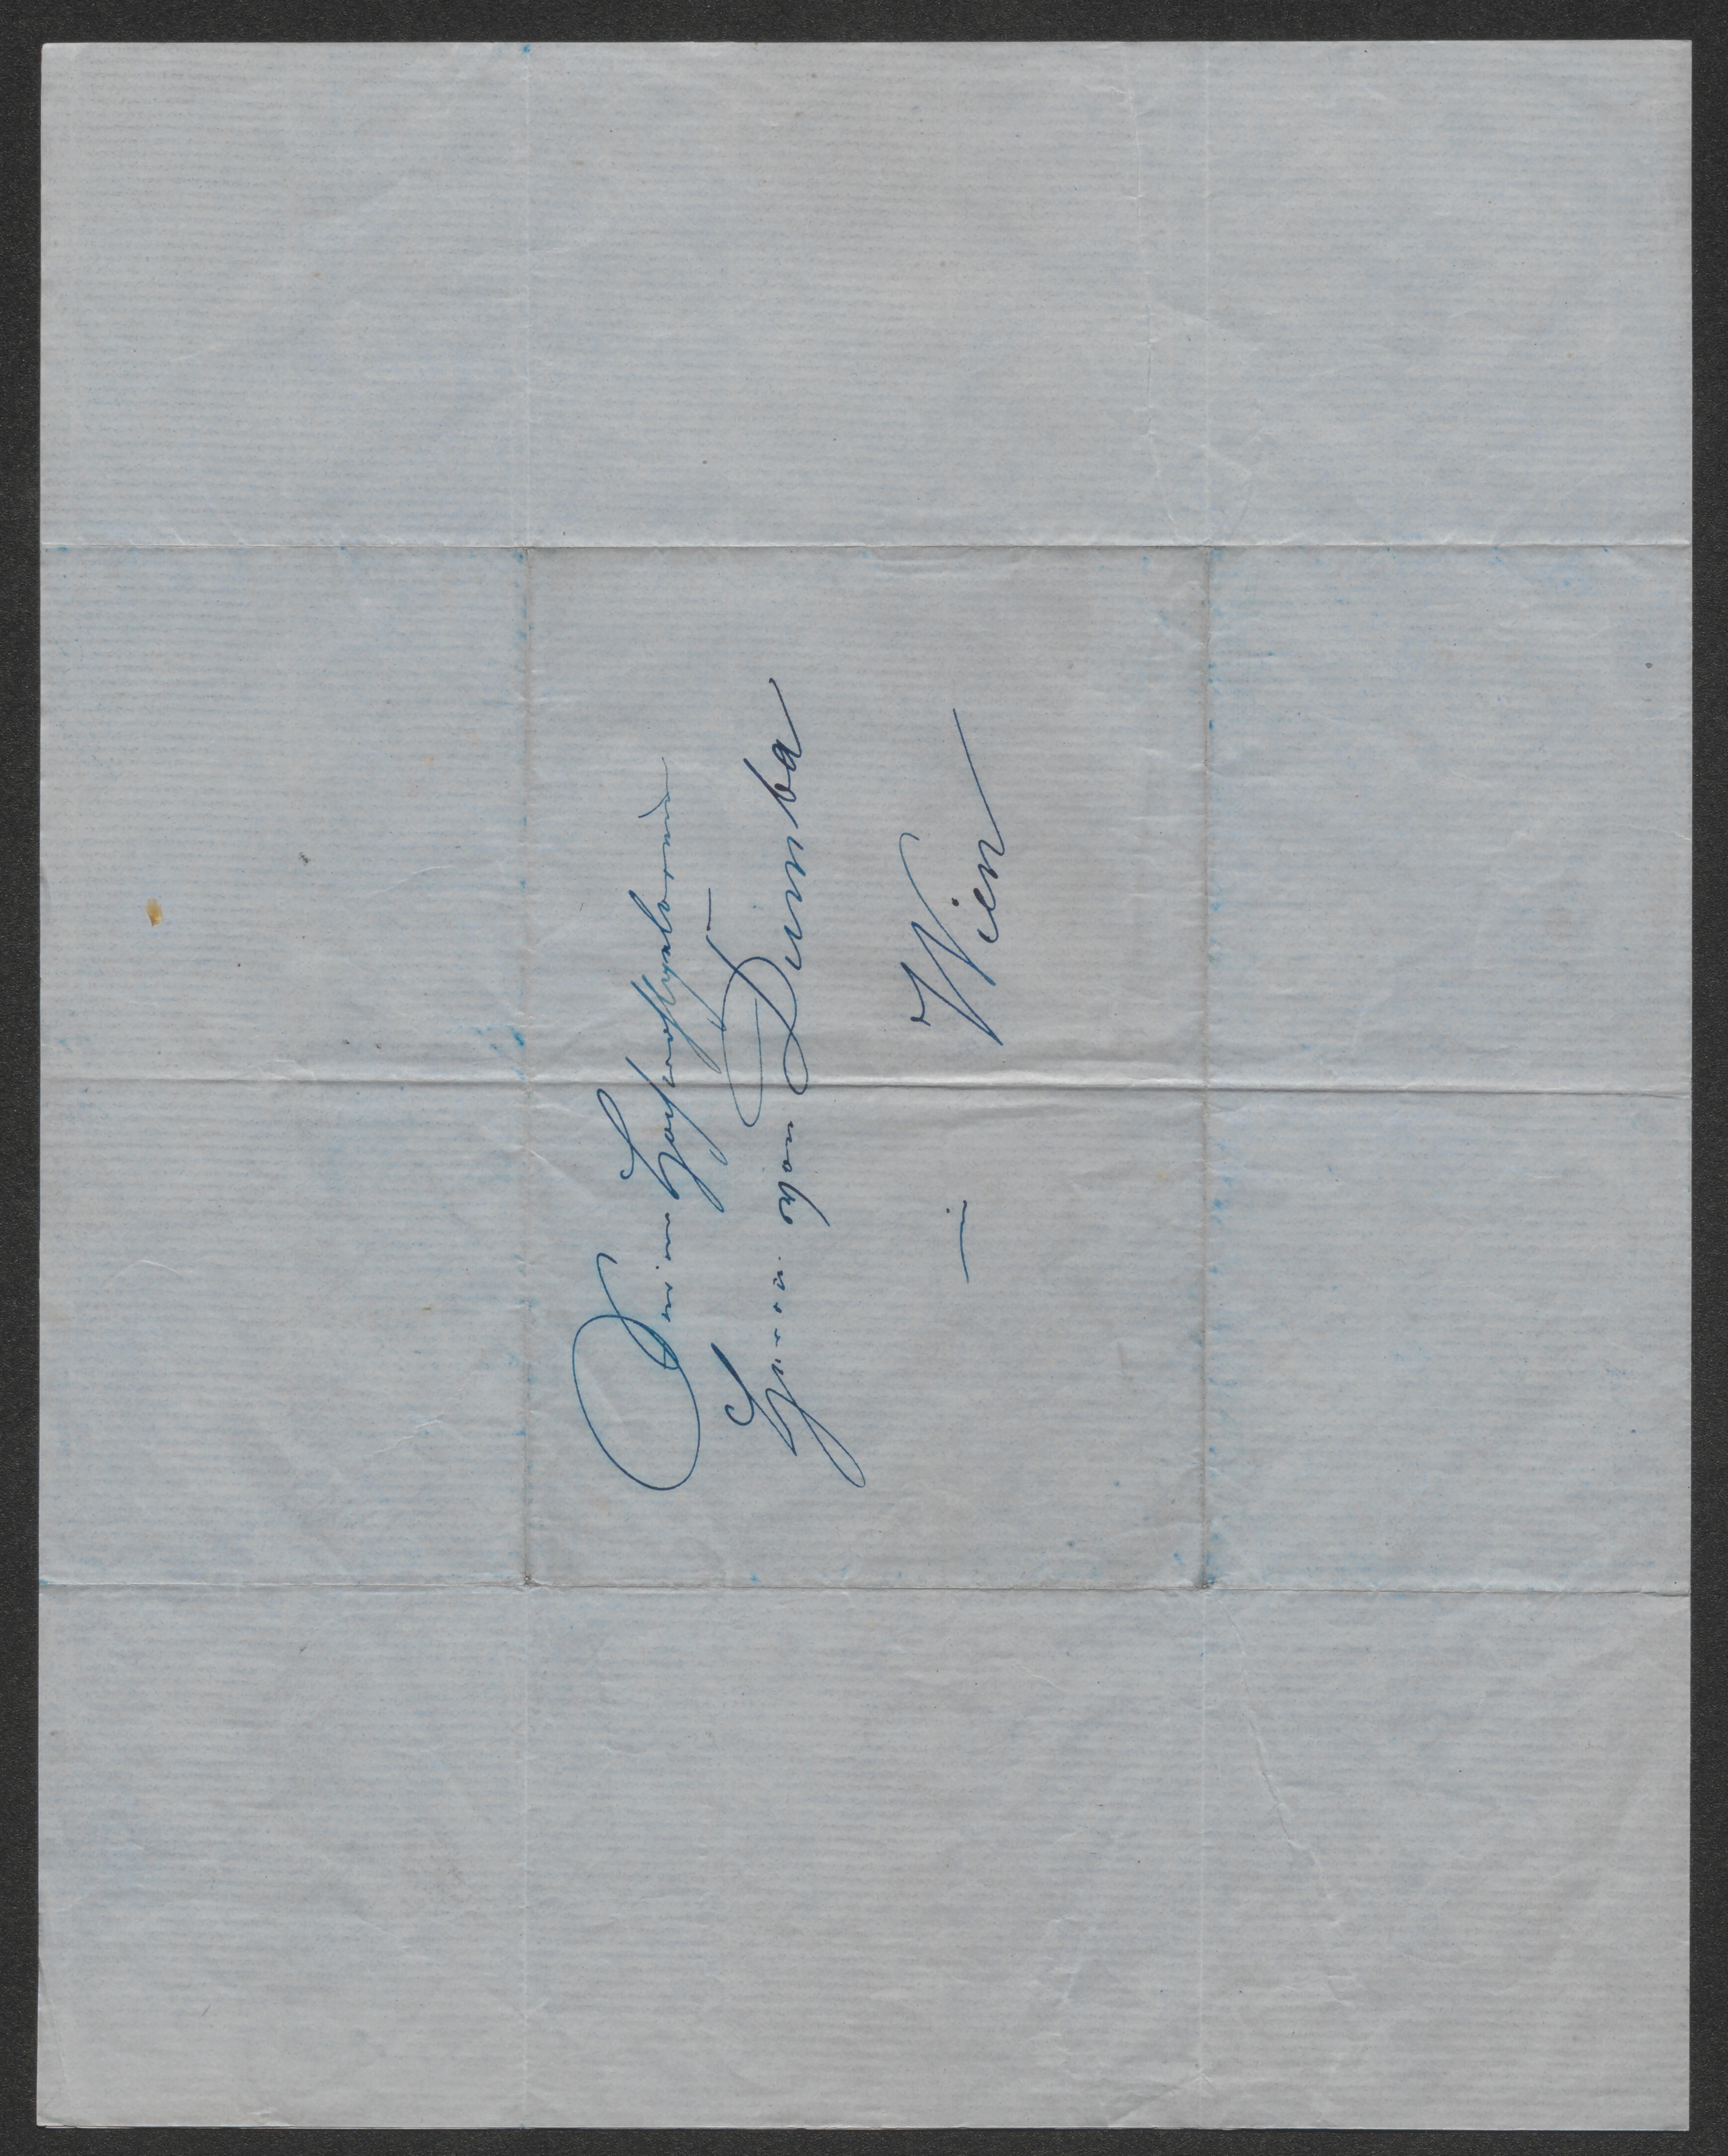 Seiner Hochwohlgeboren
Herrn von Dumba
Wien